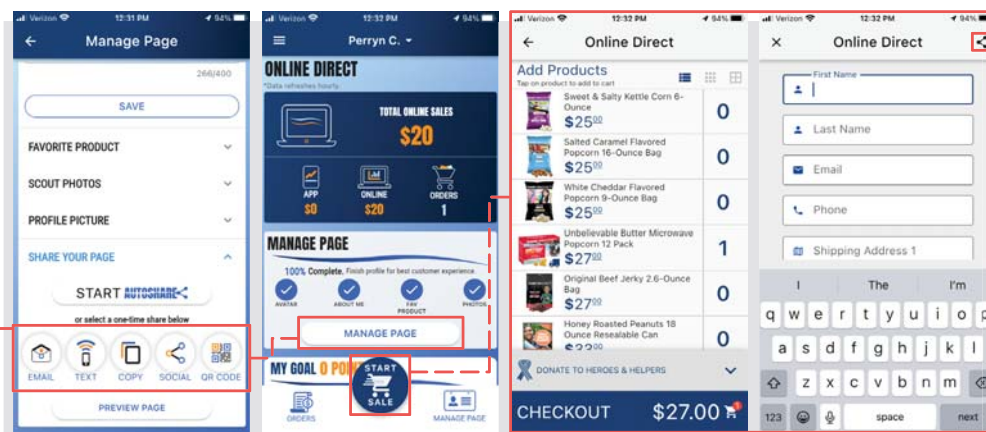 Verizon 12:31 PM 94%
Manage Page
266/400
SAVE
FAVORITE PRODUCT
SCOUT PHOTOS
PROFILE PICTURE
SHARE YOUR PAGE
START AUTOSHARE
or select a one-time share below
EMAIL TEXT COPY SOCIAL QR CODE
PREVIEW PAGE
Verizon 12:32 PM 94%
Perryn C.
ONLINE DIRECT
*Data refreshes hourly.
TOTAL ONLINE SALES
$20
APP ONLINE ORDERS
$0 $20 1
MANAGE PAGE
100% Complete. Finish profile for best customer experience.
AVATAR ABOUT ME FAV PRODUCT PHOTOS
MANAGE PAGE
MY GOAL 0 POIN
START
SALE
ORDERS MANAGE PAGE
Verizon 12:32 PM 94%
Online Direct
Add Products
Tap on product to add to cart
Sweet & Salty Kettle Corn 6-
Ounce
$25.00 0
Salted Caramel Flavored
Popcorn 16-Ounce Bag
$25.00 0
White Cheddar Flavored
Popcorn 9-Ounce Bag
$25.00 0
Unbelievable Butter Microwave
Popcorn 12 Pack
$27.00 1
Original Beef Jerky 2.6-Ounce
Bag
$27.00 0
Honey Roasted Peanuts 18
Ounce Resealable Can
0
DONATE TO HEROES & HELPERS
CHECKOUT $27.00
Verizon 12:32 PM 94%
Online Direct
First Name
Last Name
Email
Phone
Shipping Address 1
I The I'm
q w e r t y u i o p
a s d f g h j k l
z x c v b n m
123 space next